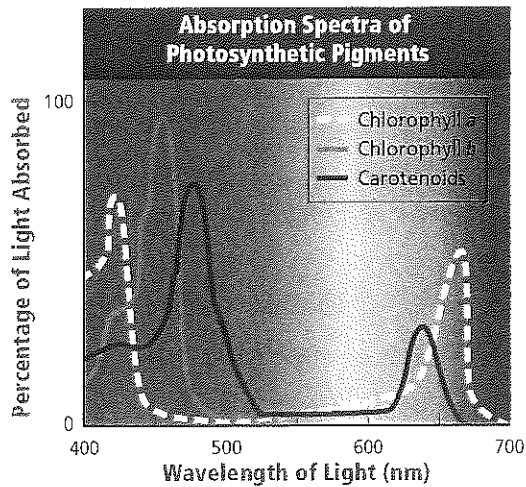 Absorption Spectra of
Photosynthetic Pigments
Percentage of Light Absorbed
100
0
Chlorophyll a
Chlorophyll b
Carotenoids
400
500
600
700
Wavelength of Light (nm)